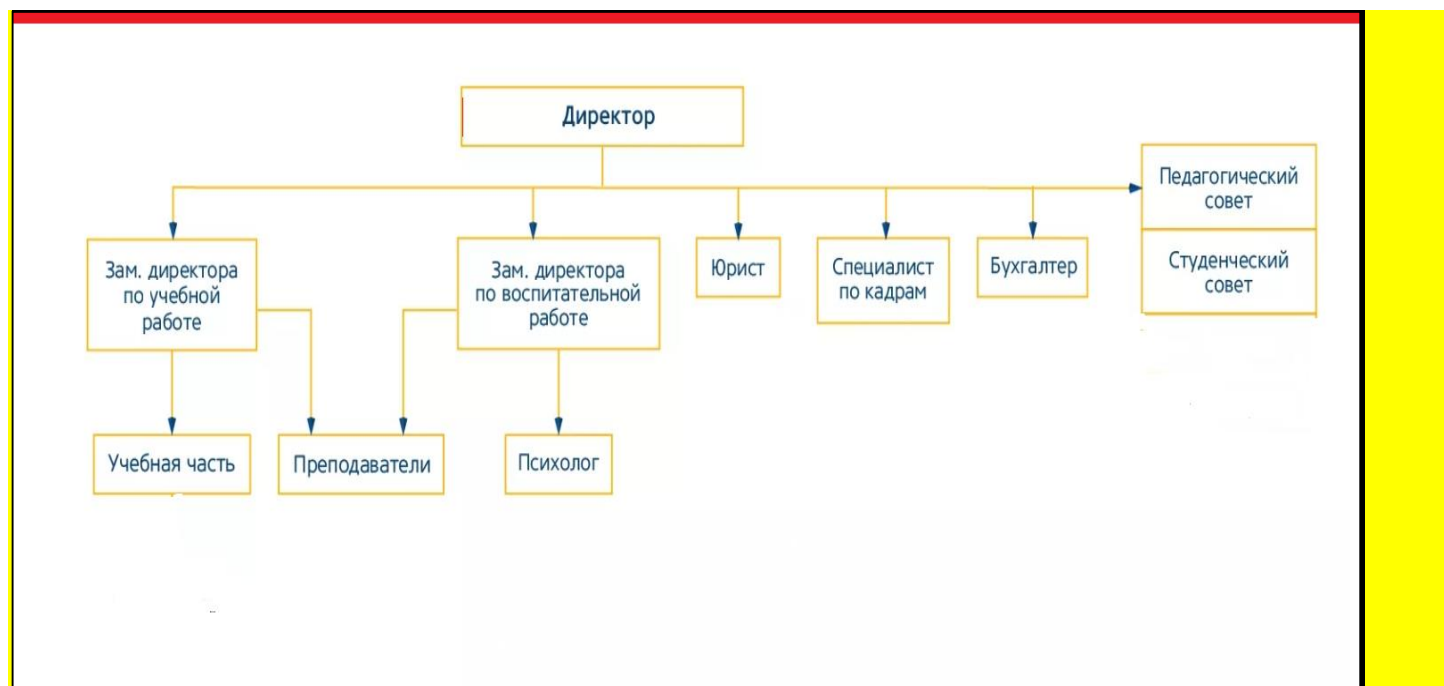 Директор
Педагогический
совет
Студенческий
совет
Зам. директора
по учебной
работе
Зам. директора
по воспитательной
работе
Юрист
Специалист
по кадрам
Бухгалтер
Учебная часть
Преподаватели
Психолог